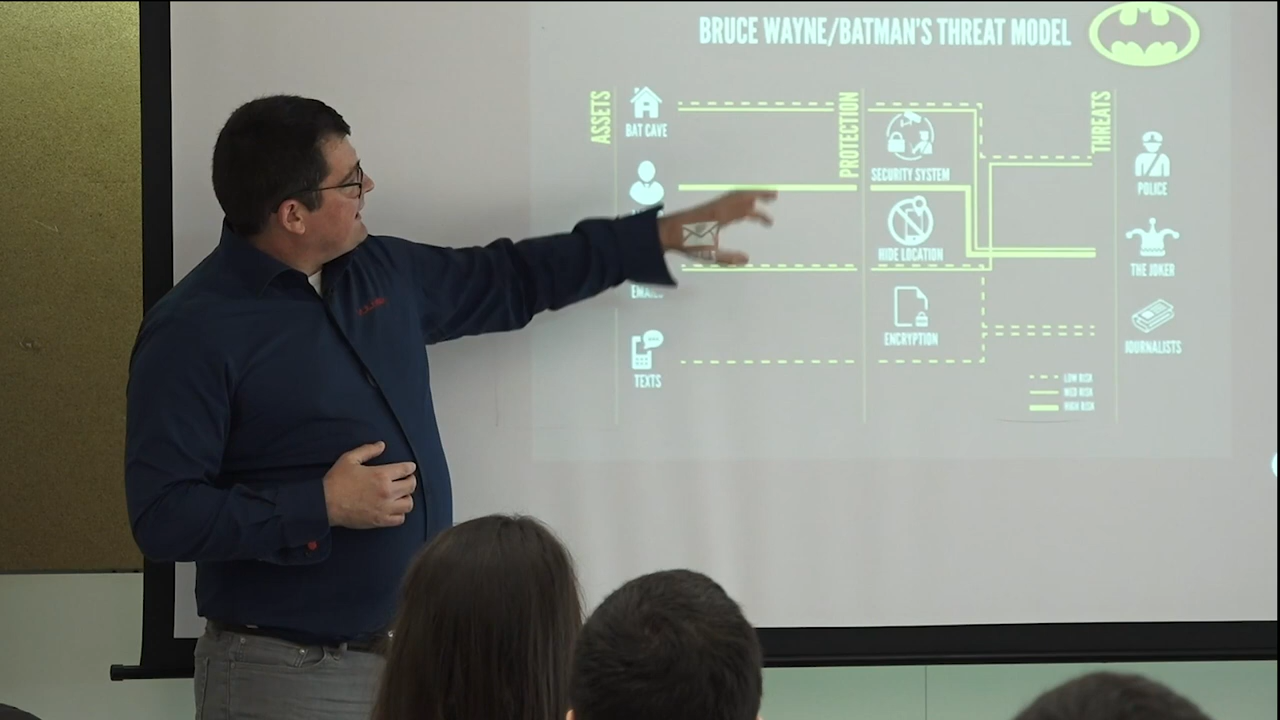 BRUCE WAYNE/BATMAN'S THREAT MODEL
ASSETS
BAT CAVE
EMAILS
TEXTS
PROTECTION
SECURITY SYSTEM
HIDE LOCATION
ENCRYPTION
THREATS
POLICE
THE JOKER
JOURNALISTS
LOW RISK
MED RISK
HIGH RISK